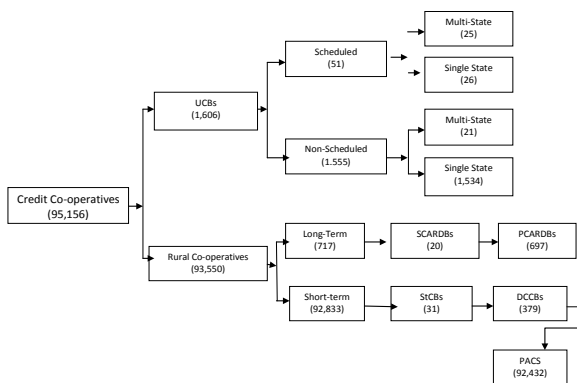 Multi-State
(25)
Scheduled
(51)
Single State
(26)
UCBs
(1,606)
Multi-State
(21)
Non-Scheduled
(1.555)
Single State
(1,534)
Credit Co-operatives
(95,156)
Long-Term
(717)
SCARDBs
(20)
PCARDBs
(697)
Rural Co-operatives
(93,550)
Short-term
(92,833)
StCBs
(31)
DCCBs
(379)
PACS
(92,432)